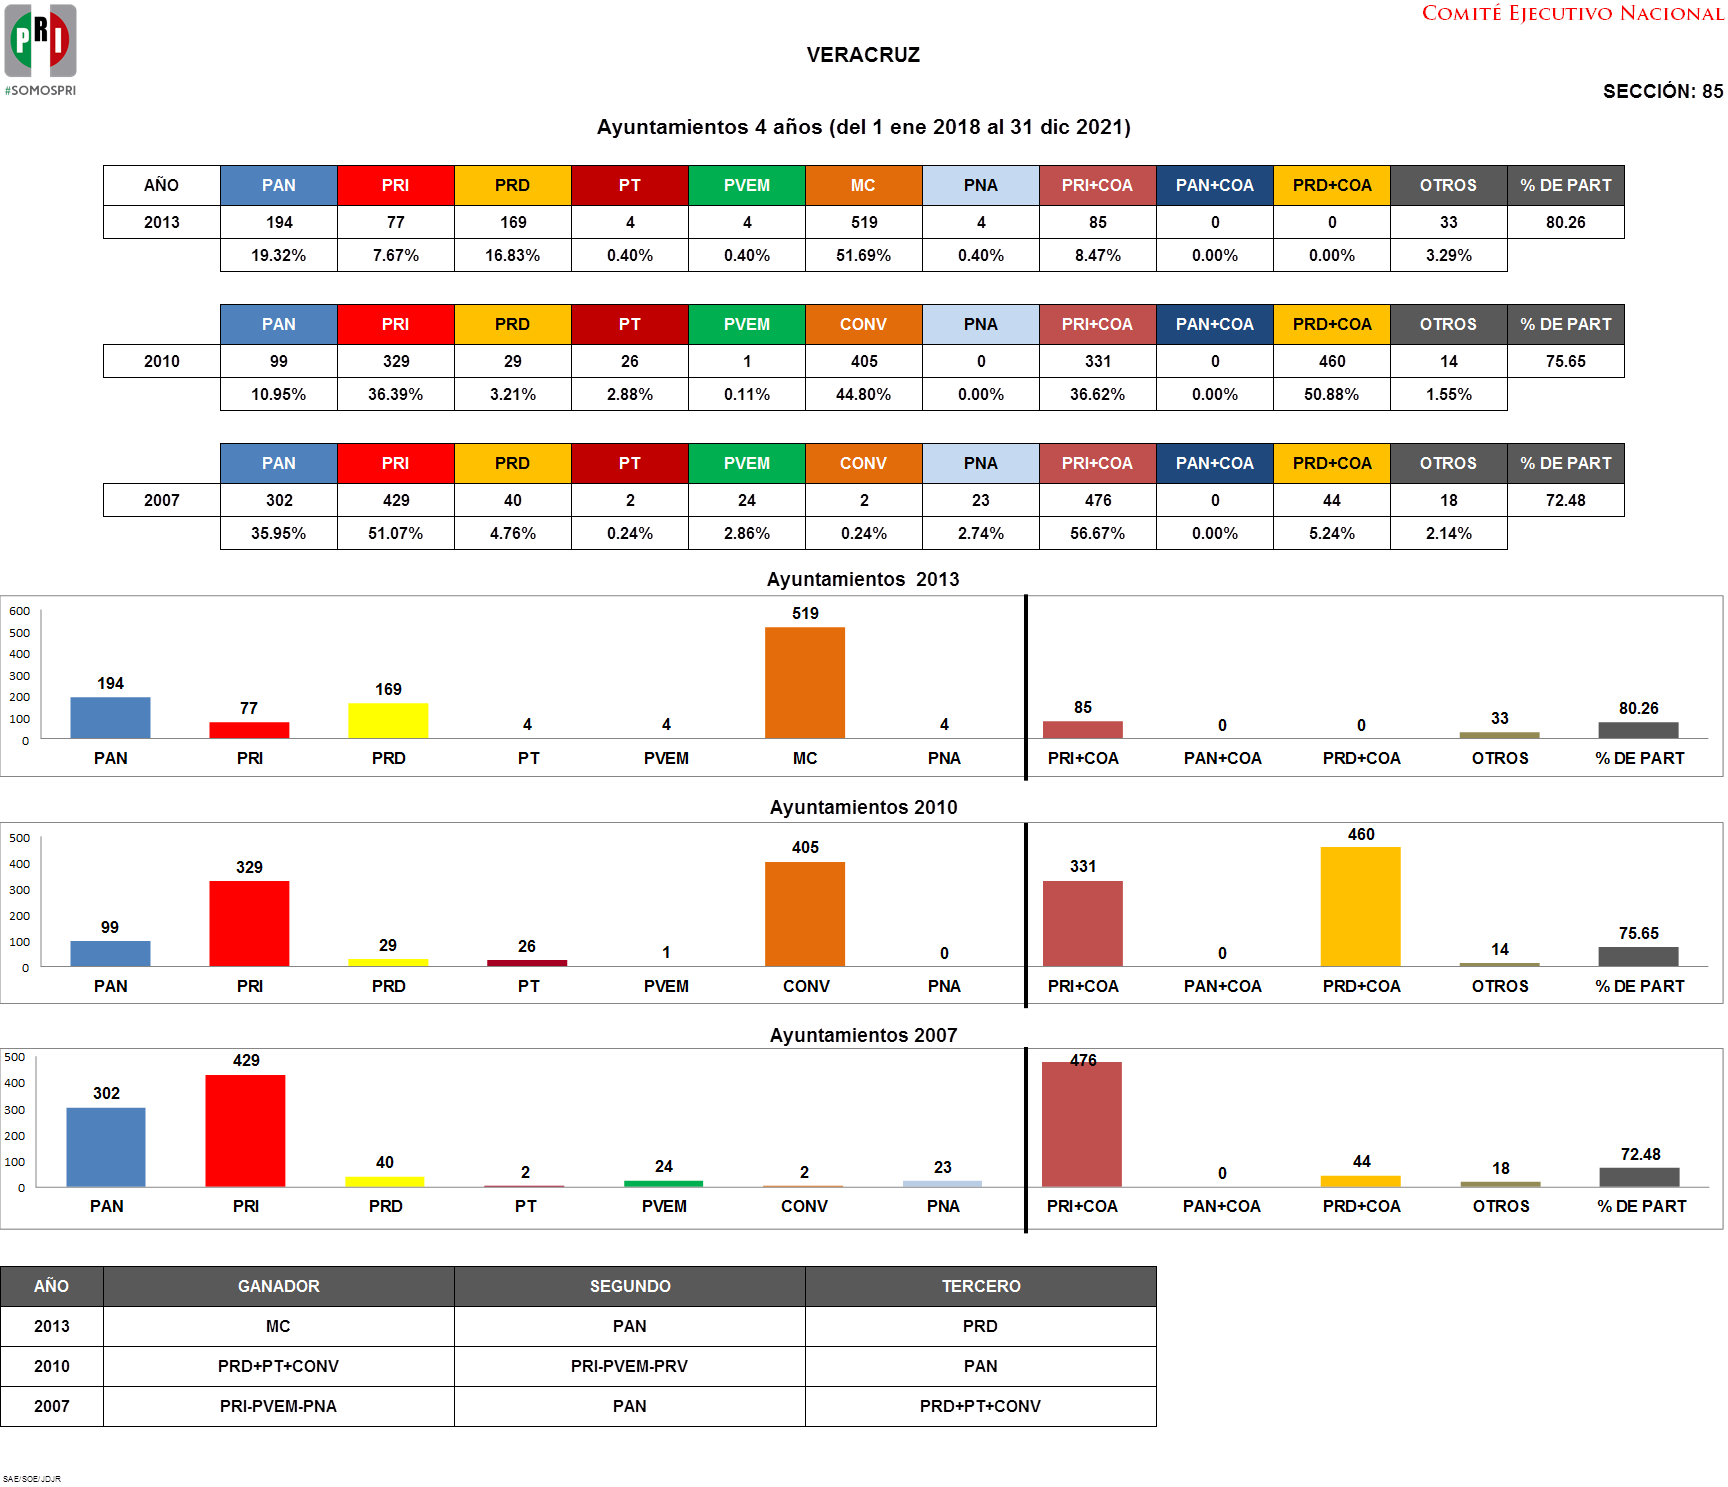 PRI
#SOMOSPRI
COMITÉ EJECUTIVO NACIONAL
VERACRUZ
SECCIÓN: 85
Ayuntamientos 4 años (del 1 ene 2018 al 31 dic 2021)
AÑO PAN PRI PRD PT PVEM MC PNA PRI+COA PAN+COA PRD+COA OTROS % DE PART
2013 194 77 169 4 4 519 4 85 0 0 33 80.26
19.32% 7.67% 16.83% 0.40% 0.40% 51.69% 0.40% 8.47% 0.00% 0.00% 3.29%
PAN PRI PRD PT PVEM CONV PNA PRI+COA PAN+COA PRD+COA OTROS % DE PART
2010 99 329 29 26 1 405 0 331 0 460 14 75.65
10.95% 36.39% 3.21% 2.88% 0.11% 44.80% 0.00% 36.62% 0.00% 50.88% 1.55%
PAN PRI PRD PT PVEM CONV PNA PRI+COA PAN+COA PRD+COA OTROS % DE PART
2007 302 429 40 2 24 2 23 476 0 44 18 72.48
35.95% 51.07% 4.76% 0.24% 2.86% 0.24% 2.74% 56.67% 0.00% 5.24% 2.14%
Ayuntamientos 2013
600
500
400
300
200
100
0
194 77 169 4 4 519 4 85 0 0 33 80.26
PAN PRI PRD PT PVEM MC PNA PRI+COA PAN+COA PRD+COA OTROS % DE PART
Ayuntamientos 2010
500
400
300
200
100
0
99 329 29 26 1 405 0 331 0 460 14 75.65
PAN PRI PRD PT PVEM CONV PNA PRI+COA PAN+COA PRD+COA OTROS % DE PART
Ayuntamientos 2007
500
400
300
200
100
0
302 429 40 2 24 2 23 476 0 44 18 72.48
PAN PRI PRD PT PVEM CONV PNA PRI+COA PAN+COA PRD+COA OTROS % DE PART
AÑO GANADOR SEGUNDO TERCERO
2013 MC PAN PRD
2010 PRD+PT+CONV PRI-PVEM-PRV PAN
2007 PRI-PVEM-PNA PAN PRD+PT+CONV
SAE/SOE/JDJR